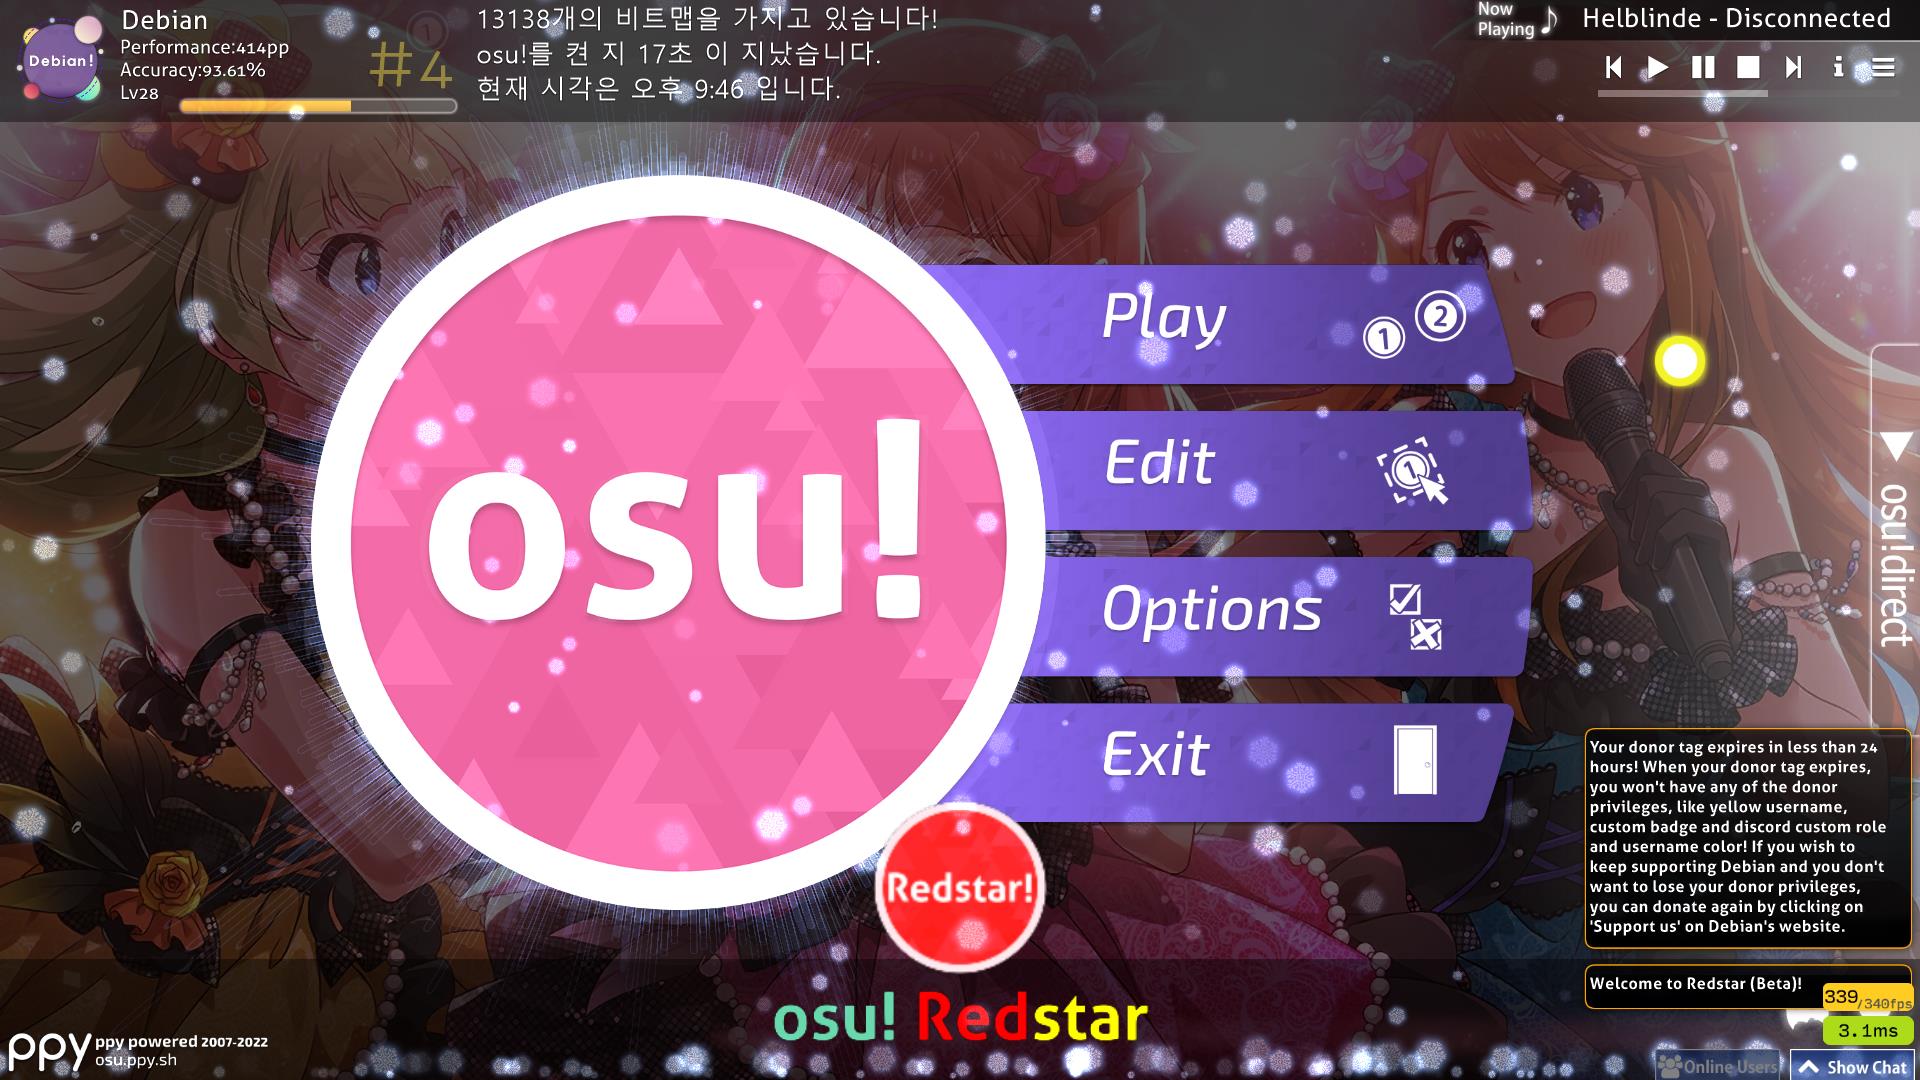 Debian!
Debian
Performance:414pp
Accuracy:93.61%
Lv28
#4
13138개의 비트맵을 가지고 있습니다!
osu!를 켠 지 17초 이 지났습니다.
현재 시각은 오후 9:46 입니다.
Now
Playing
Helblinde - Disconnected
osu!
Play
1 2
Edit
1
Options
Exit
osu!direct
Redstar!
osu! Redstar
Your donor tag expires in less than 24
hours! When your donor tag expires,
you won't have any of the donor
privileges, like yellow username,
custom badge and discord custom role
and username color! If you wish to
keep supporting Debian and you don't
want to lose your donor privileges,
you can donate again by clicking on
'Support us' on Debian's website.
Welcome to Redstar (Beta)!
339/340fps
3.1ms
ppy
ppy powered 2007-2022
osu.ppy.sh
Online Users
Show Chat